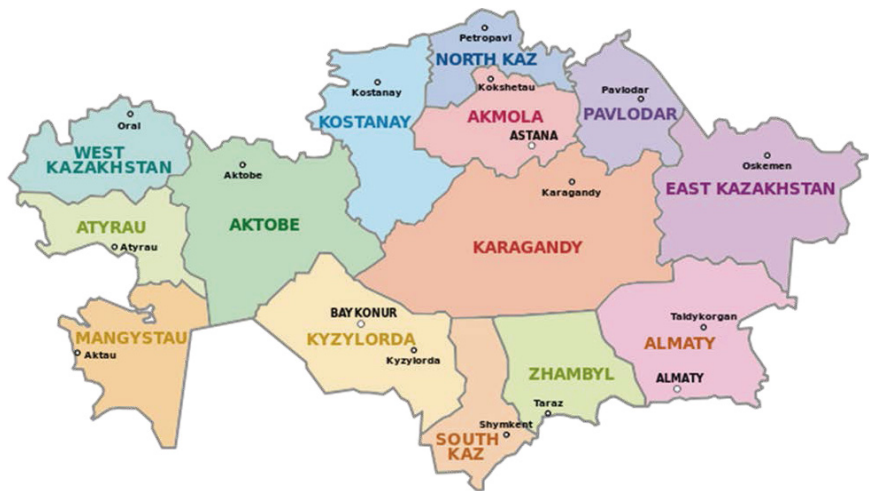 Petropavl
NORTH KAZ
Kostanay
Kokshetau
Pavlodar
KOSTANAY
AKMOLA
PAVLODAR
ASTANA
Oral
WEST
KAZAKHSTAN
Aktobe
Karagandy
Oskemen
EAST KAZAKHSTAN
ATYRAU
Atyrau
AKTOBE
KARAGANDY
MANGYSTAU
Aktau
BAYKONUR
KYZYLORDA
Kyzylorda
Taldykorgan
ALMATY
ALMATY
ZHAMBYL
Taraz
Shymkent
SOUTH
KAZ